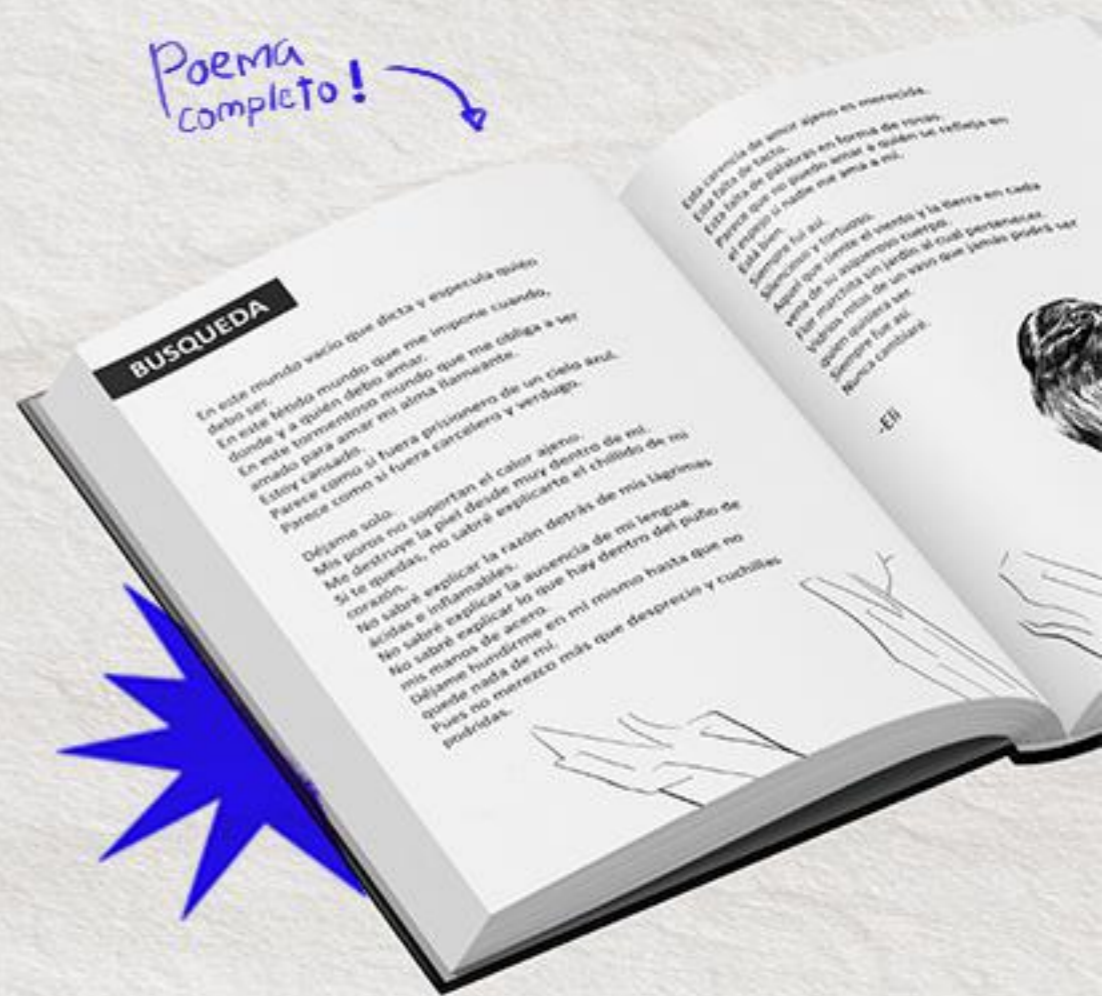 Poema
completo!
BUSQUEDA
En este mundo vacío que dicta y especula quién
debo ser.
En este tétrido mundo que me impone cuando,
donde y a quién debo amar.
En este tormentoso mundo que me obliga a ser
amado para amar mi alma llameante.
Estoy cansado.
Parece como si fuera prisionero de un cielo azul,
Parece como si fuera carcelero y verdugo.
Déjame solo.
Mis poros no soportan el calor ajeno.
Me destruye la piel desde muy dentro de mí.
Si te quedas, no sabré explicarte el chillido de mi
corazón.
No sabré explicar la razón detrás de mis lágrimas
ácidas e inflamables.
No sabré explicar la ausencia de mi lengua.
No sabré explicar lo que hay dentro del puño de
mis manos de acero.
Déjame hundirme en mí mismo hasta que no
quede nada de mí.
Pues no merezco más que desprecio y cuchillas
podridas.
Esta carencia de amor ajeno es merecida.
Esta falta de tacto.
Esta falta de palabras en forma de rosas.
Parece que no puedo amar a quién se refleja en
el espejo si nadie me ama a mí.
Está bien.
Siempre fui así.
Silencioso y tortuoso.
Aquel que siente el viento y la tierra en cada
de su asqueroso cuerpo.
Flor marchita sin jardín al cual pertenecer.
rotos de un vaso que jamás podrá ser
quien quisiera ser.
Siempre fue así.
Nunca cambiará.
-Eli